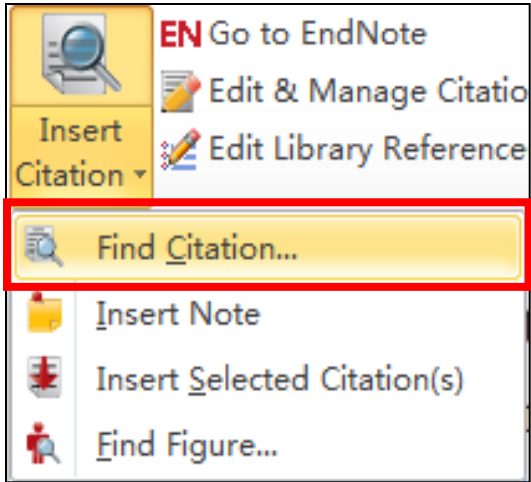 EN Go to EndNote
Edit & Manage Citatio
Insert
Citation
Edit Library Reference
Find Citation...
Insert Note
Insert Selected Citation(s)
Find Figure...